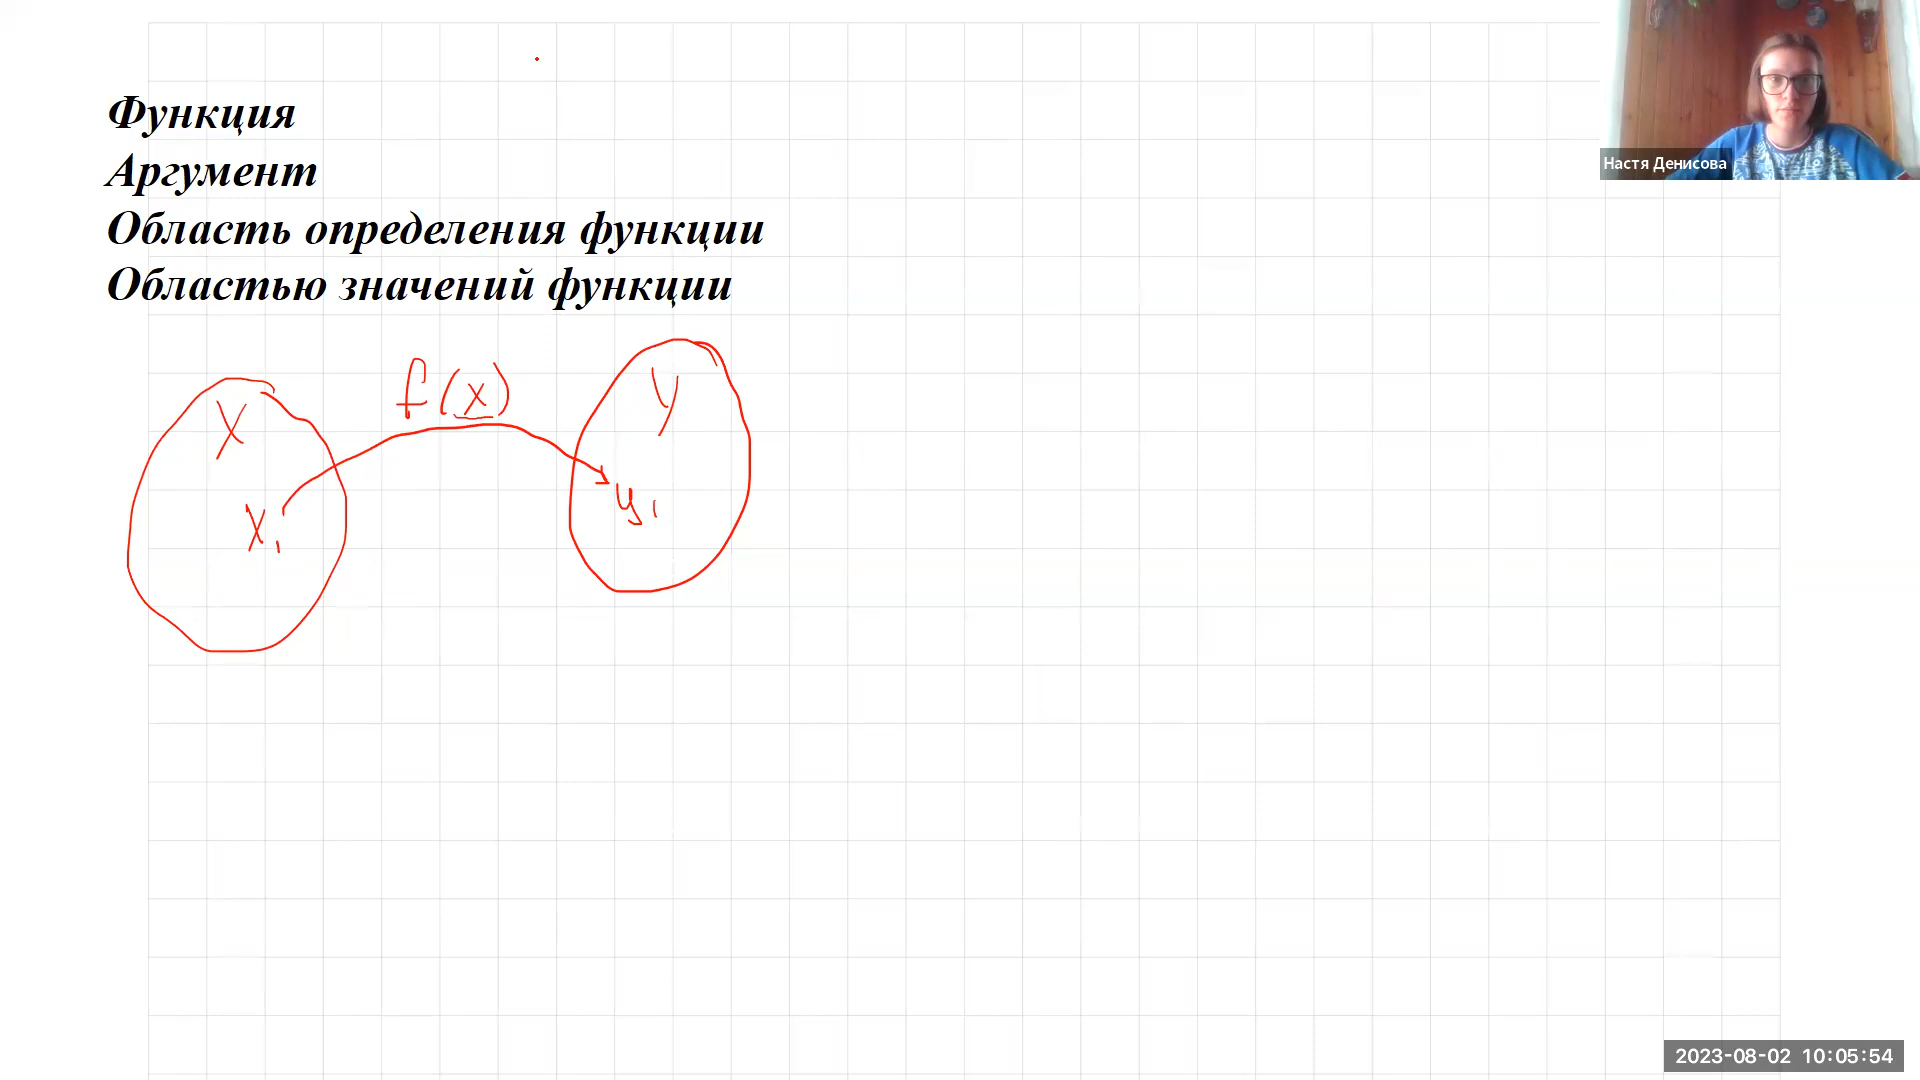 Функция
Аргумент
Область определения функции
Областью значений функции
f(x)
X
Y
x₁
y₁
Настя Денисова
2023-08-02 10:05:54